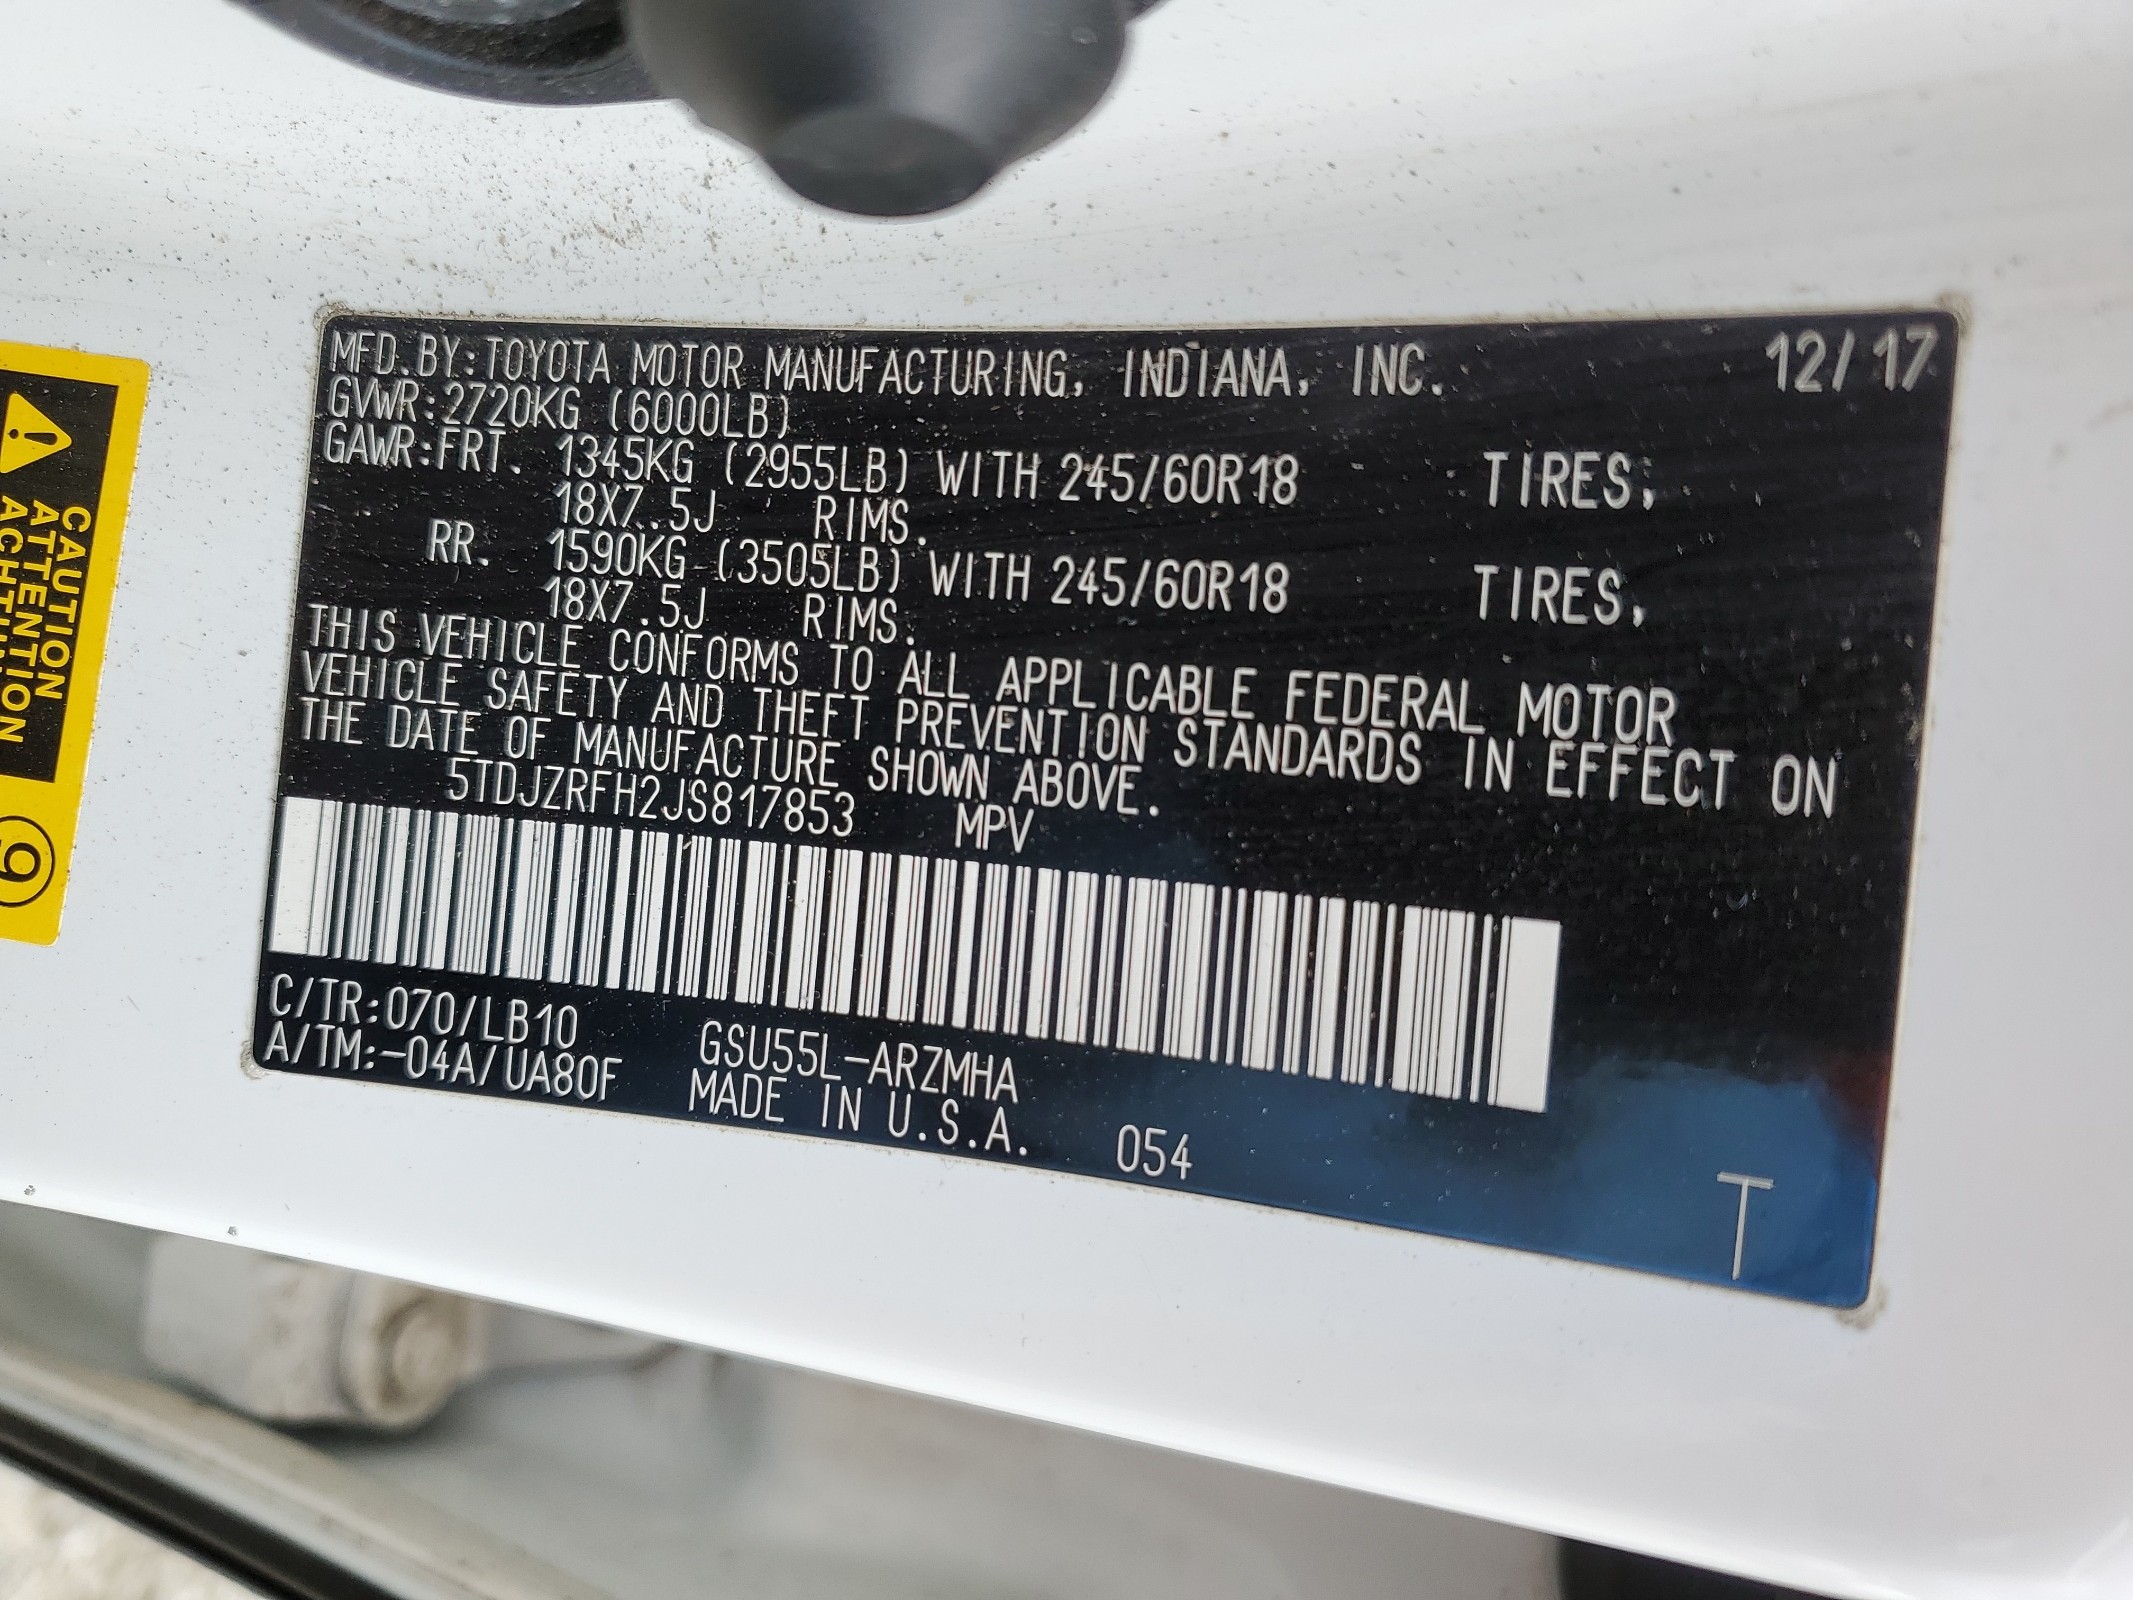 MFD.BY:TOYOTA MOTOR MANUFACTURING, INDIANA, INC. 12/17
GVWR:2720KG (6000LB)
GAWR:FRT. 1345KG (2955LB) WITH 245/60R18 TIRES,
18X7.5J RIMS.
RR. 1590KG (3505LB) WITH 245/60R18 TIRES,
18X7.5J RIMS.
THIS VEHICLE CONFORMS TO ALL APPLICABLE FEDERAL MOTOR
VEHICLE SAFETY AND THEFT PREVENTION STANDARDS IN EFFECT ON
THE DATE OF MANUFACTURE SHOWN ABOVE.
5TDJZRFH2JS817853 MPV
C/TR:070/LB10 GSU55L-ARZMHA
A/TM:-04A/UA80F MADE IN U.S.A. 054
T
CAUTION
ATTENTION
9